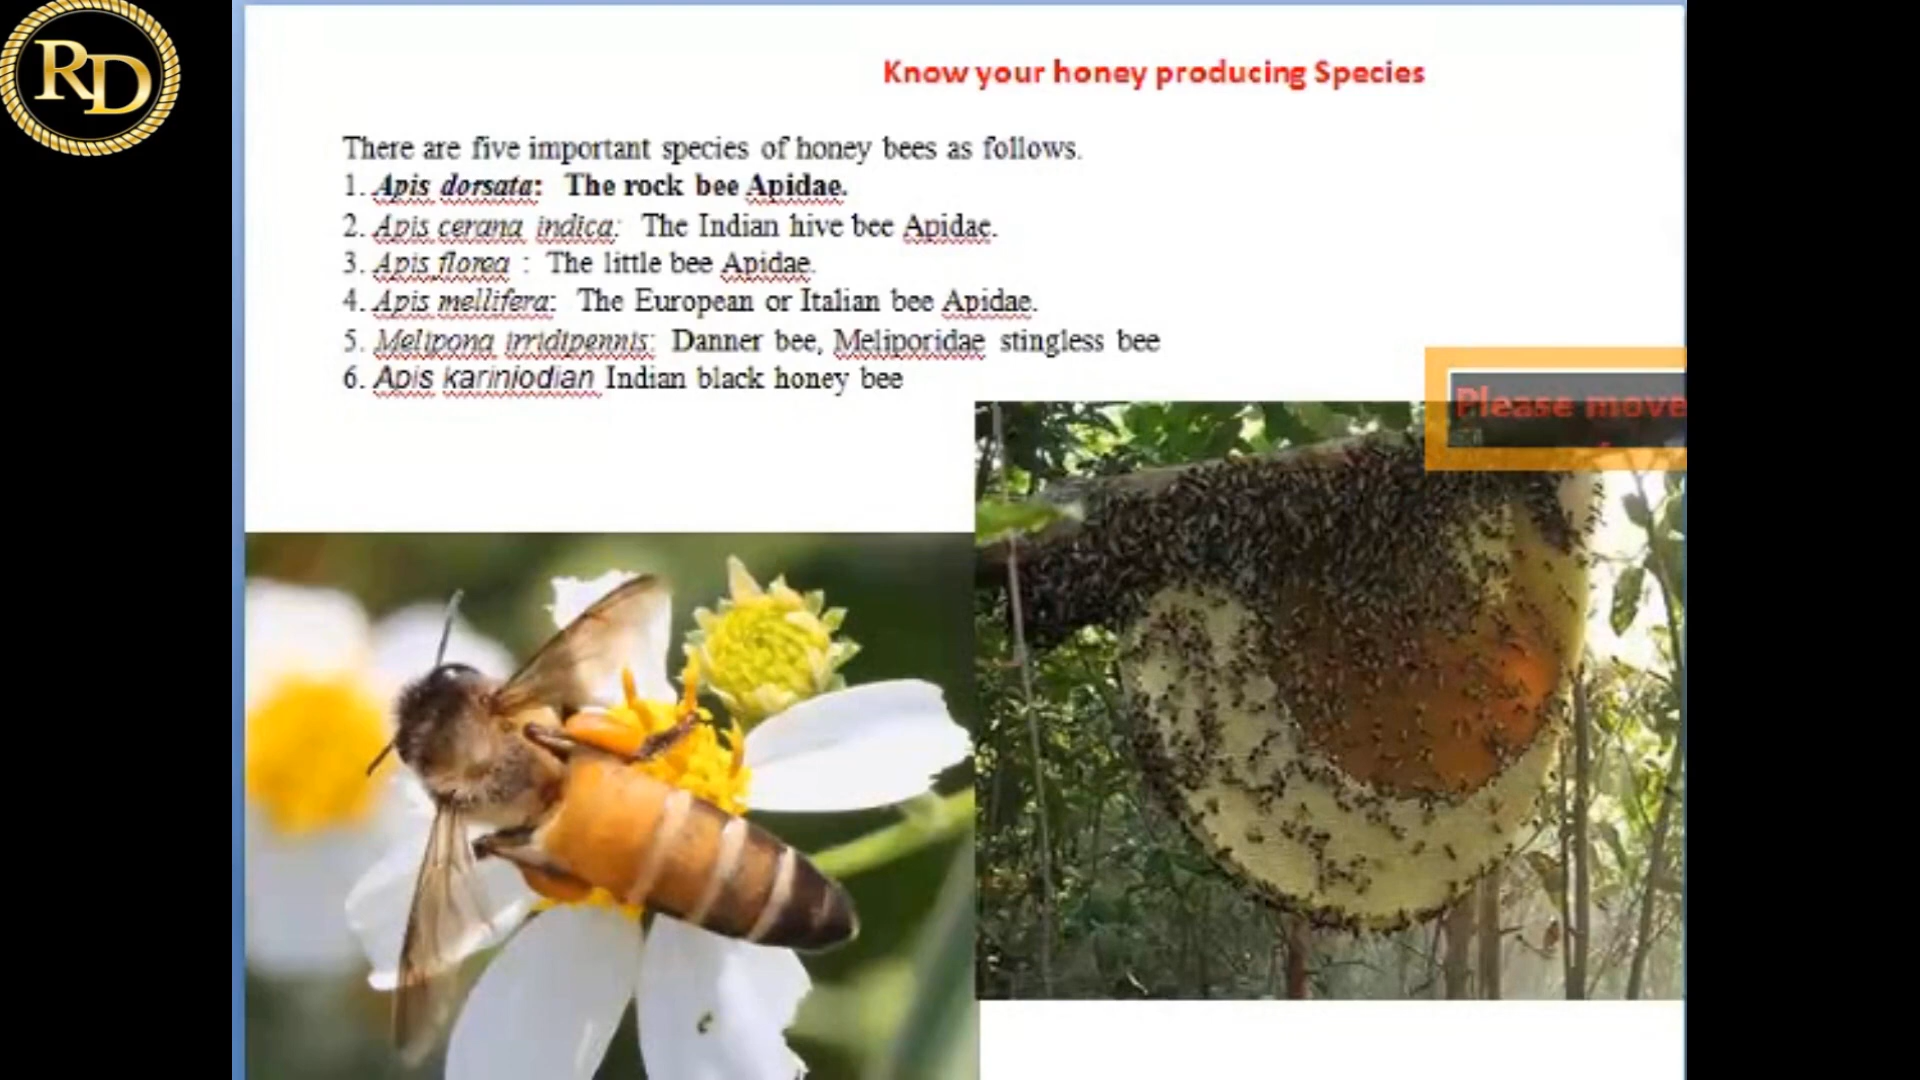 RD
Know your honey producing Species
There are five important species of honey bees as follows.
1. Apis dorsata: The rock bee Apidae.
2. Apis cerana indica: The Indian hive bee Apidae.
3. Apis florea : The little bee Apidae.
4. Apis mellifera: The European or Italian bee Apidae.
5. Melipona irridipennis: Danner bee, Meliporidae stingless bee
6. Apis karinjodian Indian black honey bee
Please move